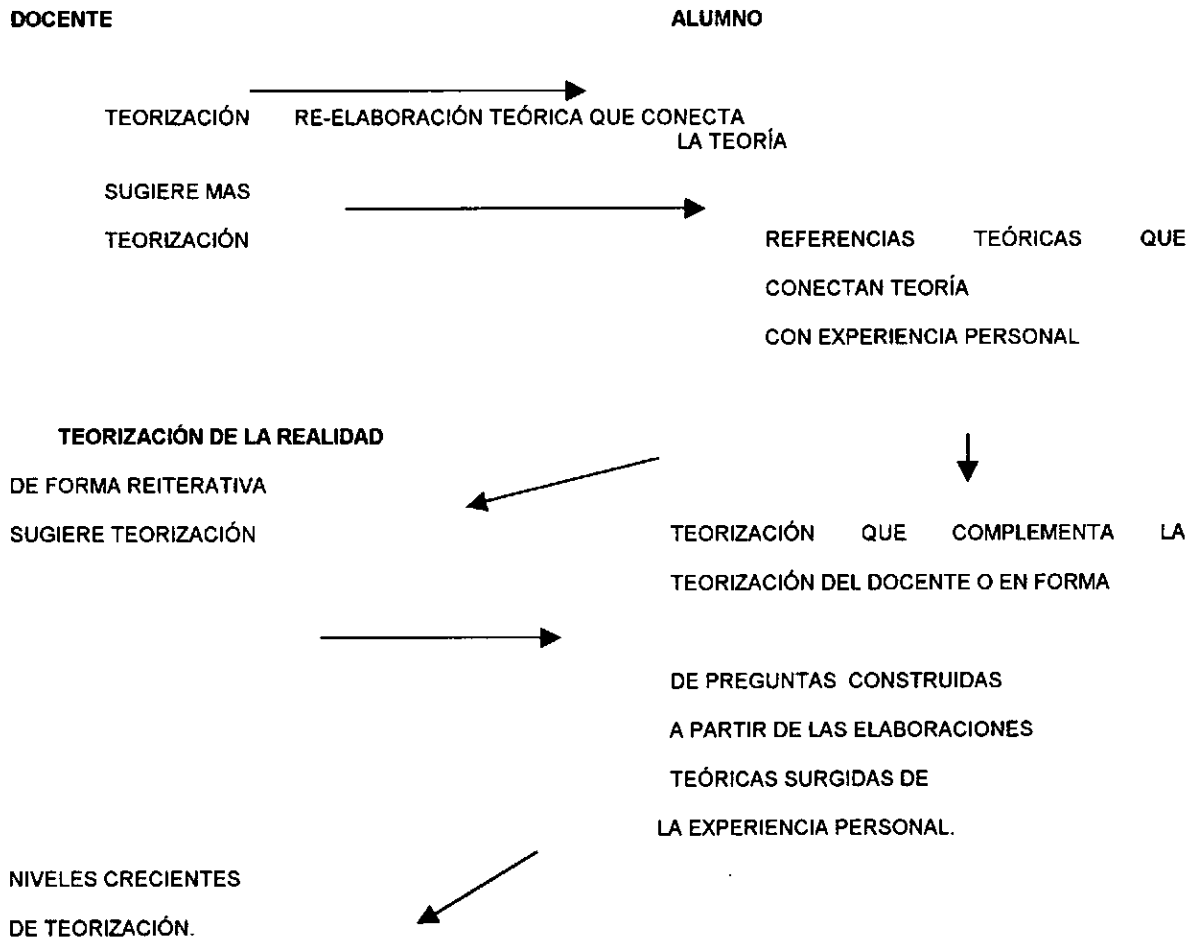 DOCENTE ALUMNO
TEORIZACIÓN RE-ELABORACIÓN TEÓRICA QUE CONECTA
LA TEORÍA
SUGIERE MAS
TEORIZACIÓN
REFERENCIAS TEÓRICAS QUE
CONECTAN TEORÍA
CON EXPERIENCIA PERSONAL
TEORIZACIÓN DE LA REALIDAD
DE FORMA REITERATIVA
SUGIERE TEORIZACIÓN
TEORIZACIÓN QUE COMPLEMENTA LA
TEORIZACIÓN DEL DOCENTE O EN FORMA
DE PREGUNTAS CONSTRUIDAS
A PARTIR DE LAS ELABORACIONES
TEÓRICAS SURGIDAS DE
LA EXPERIENCIA PERSONAL.
NIVELES CRECIENTES
DE TEORIZACIÓN.